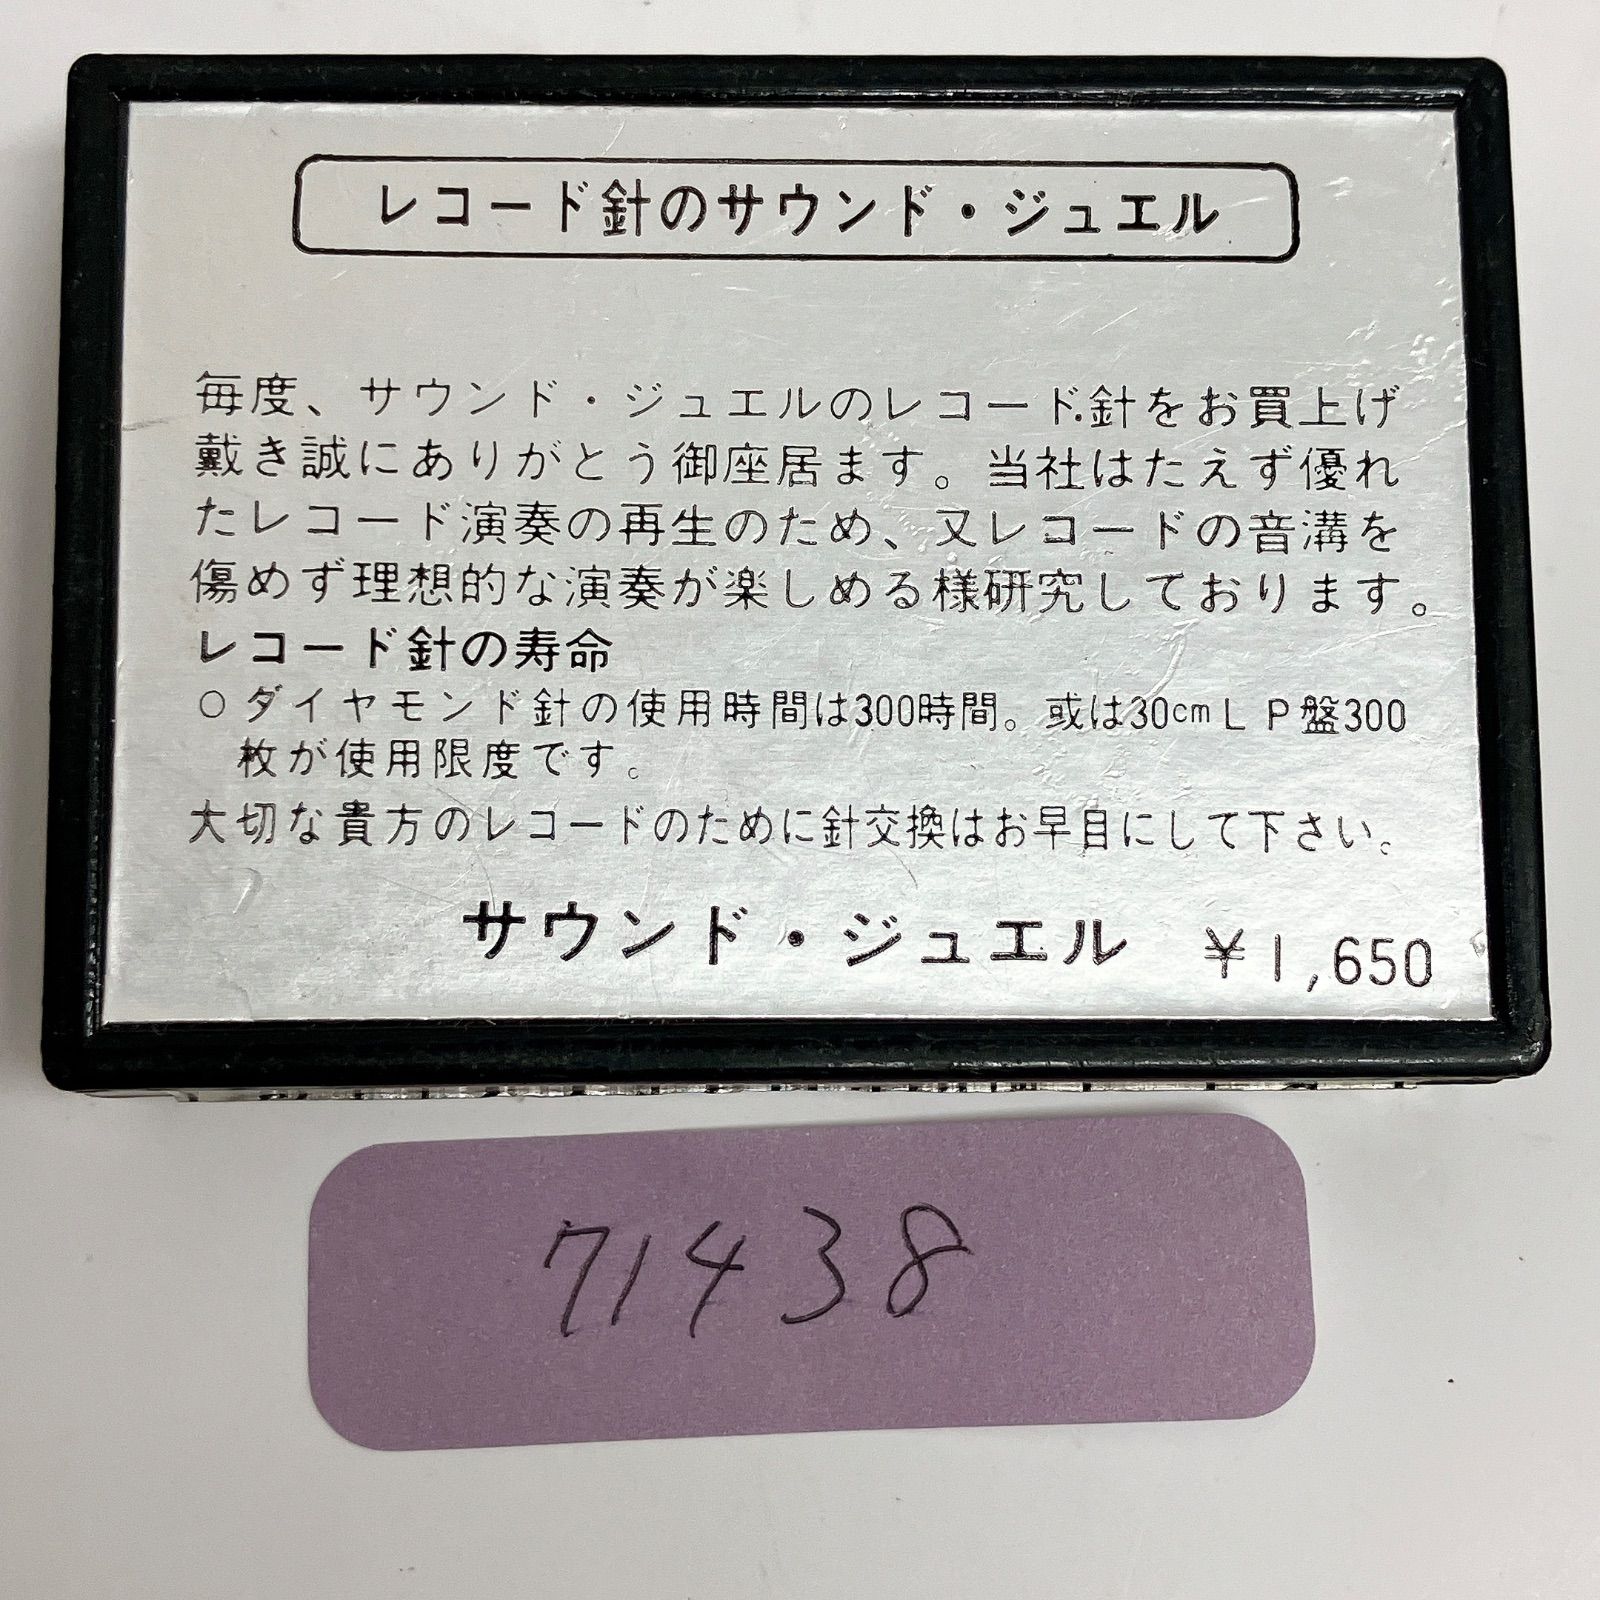 レコード針のサウンド・ジュエル
毎度、サウンド・ジュエルのレコード針をお買上げ
戴き誠にありがとう御座居ます。当社はたえず優れ
たレコード演奏の再生のため、又レコードの音溝を
傷めず理想的な演奏が楽しめる様研究しております。
レコード針の寿命
○ダイヤモンド針の使用時間は300時間。或は30cmLP盤300
枚が使用限度です。
大切な貴方のレコードのために針交換はお早目にして下さい。
サウンド・ジュエル ¥1,650
71438